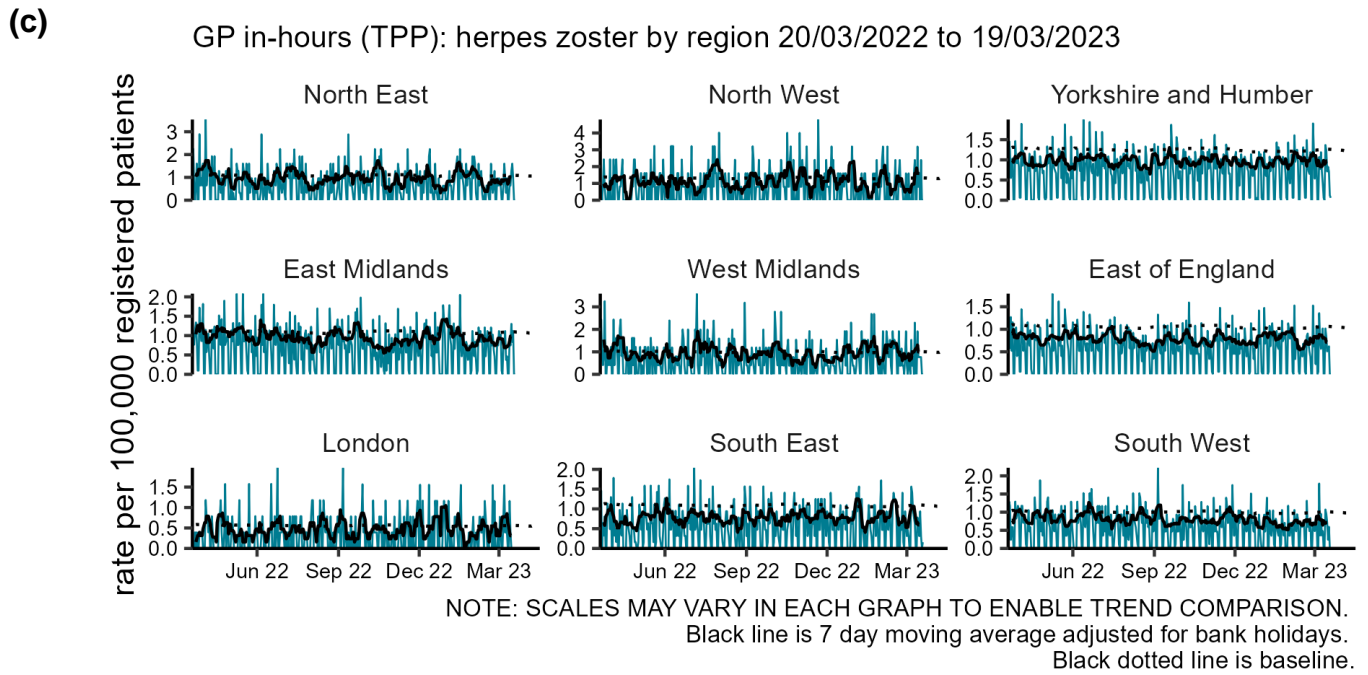 (c)
GP in-hours (TPP): herpes zoster by region 20/03/2022 to 19/03/2023
rate per 100,000 registered patients
North East
3
2
1
0
North West
4
3
2
1
0
Yorkshire and Humber
1.5
1.0
0.5
0.0
East Midlands
2.0
1.5
1.0
0.5
0.0
West Midlands
3
2
1
0
East of England
1.5
1.0
0.5
0.0
London
1.5
1.0
0.5
0.0
Jun 22 Sep 22 Dec 22 Mar 23
South East
2.0
1.5
1.0
0.5
0.0
Jun 22 Sep 22 Dec 22 Mar 23
South West
2.0
1.5
1.0
0.5
0.0
Jun 22 Sep 22 Dec 22 Mar 23
NOTE: SCALES MAY VARY IN EACH GRAPH TO ENABLE TREND COMPARISON.
Black line is 7 day moving average adjusted for bank holidays.
Black dotted line is baseline.